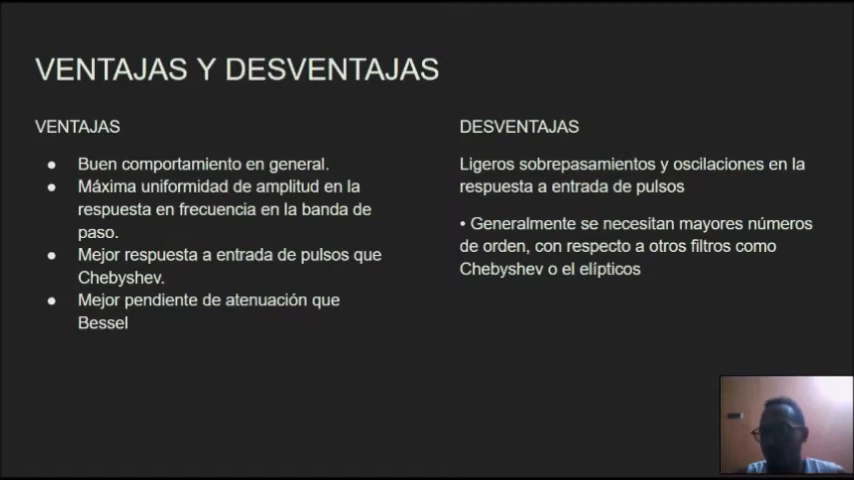 VENTAJAS Y DESVENTAJAS
VENTAJAS
● Buen comportamiento en general.
● Máxima uniformidad de amplitud en la
respuesta en frecuencia en la banda de
paso.
● Mejor respuesta a entrada de pulsos que
Chebyshev.
● Mejor pendiente de atenuación que
Bessel
DESVENTAJAS
Ligeros sobrepasamientos y oscilaciones en la
respuesta a entrada de pulsos
• Generalmente se necesitan mayores números
de orden, con respecto a otros filtros como
Chebyshev o el elípticos